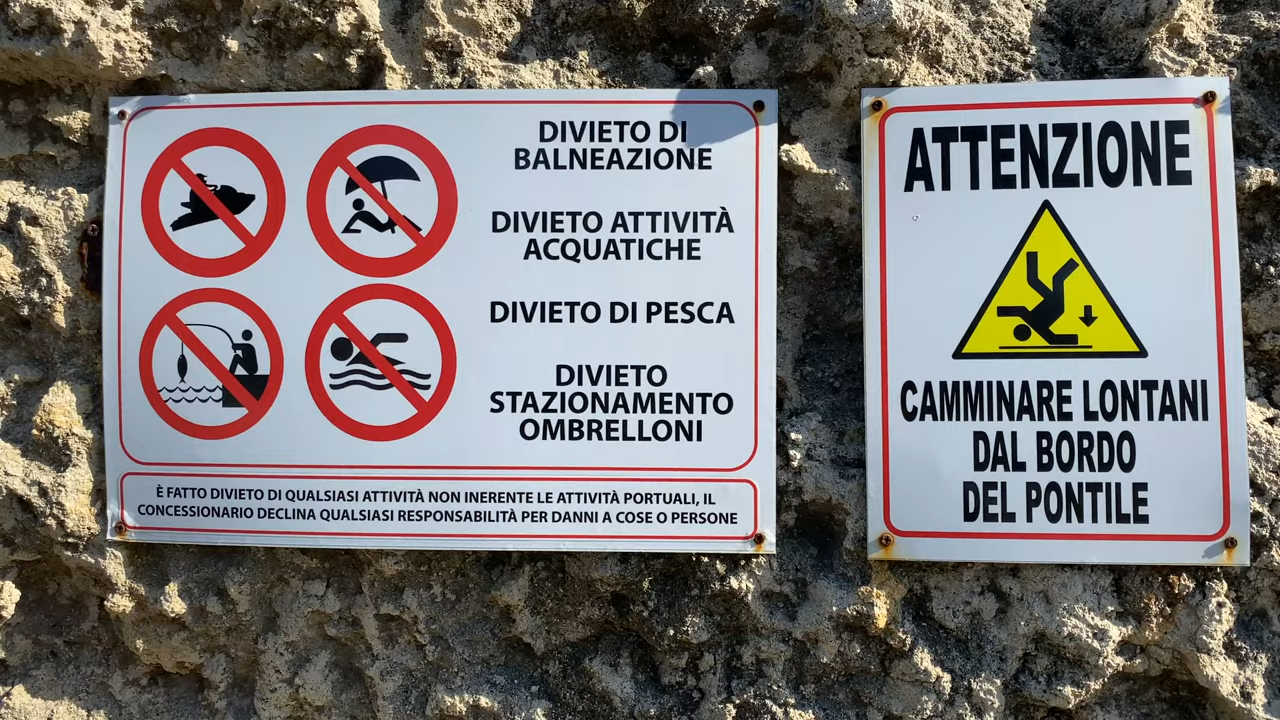 DIVIETO DI
BALNEAZIONE
DIVIETO ATTIVITÀ
ACQUATICHE
DIVIETO DI PESCA
DIVIETO
STAZIONAMENTO
OMBRELLONI
È FATTO DIVIETO DI QUALSIASI ATTIVITÀ NON INERENTE LE ATTIVITÀ PORTUALI, IL
CONCESSIONARIO DECLINA QUALSIASI RESPONSABILITÀ PER DANNI A COSE O PERSONE
ATTENZIONE
CAMMINARE LONTANI
DAL BORDO
DEL PONTILE